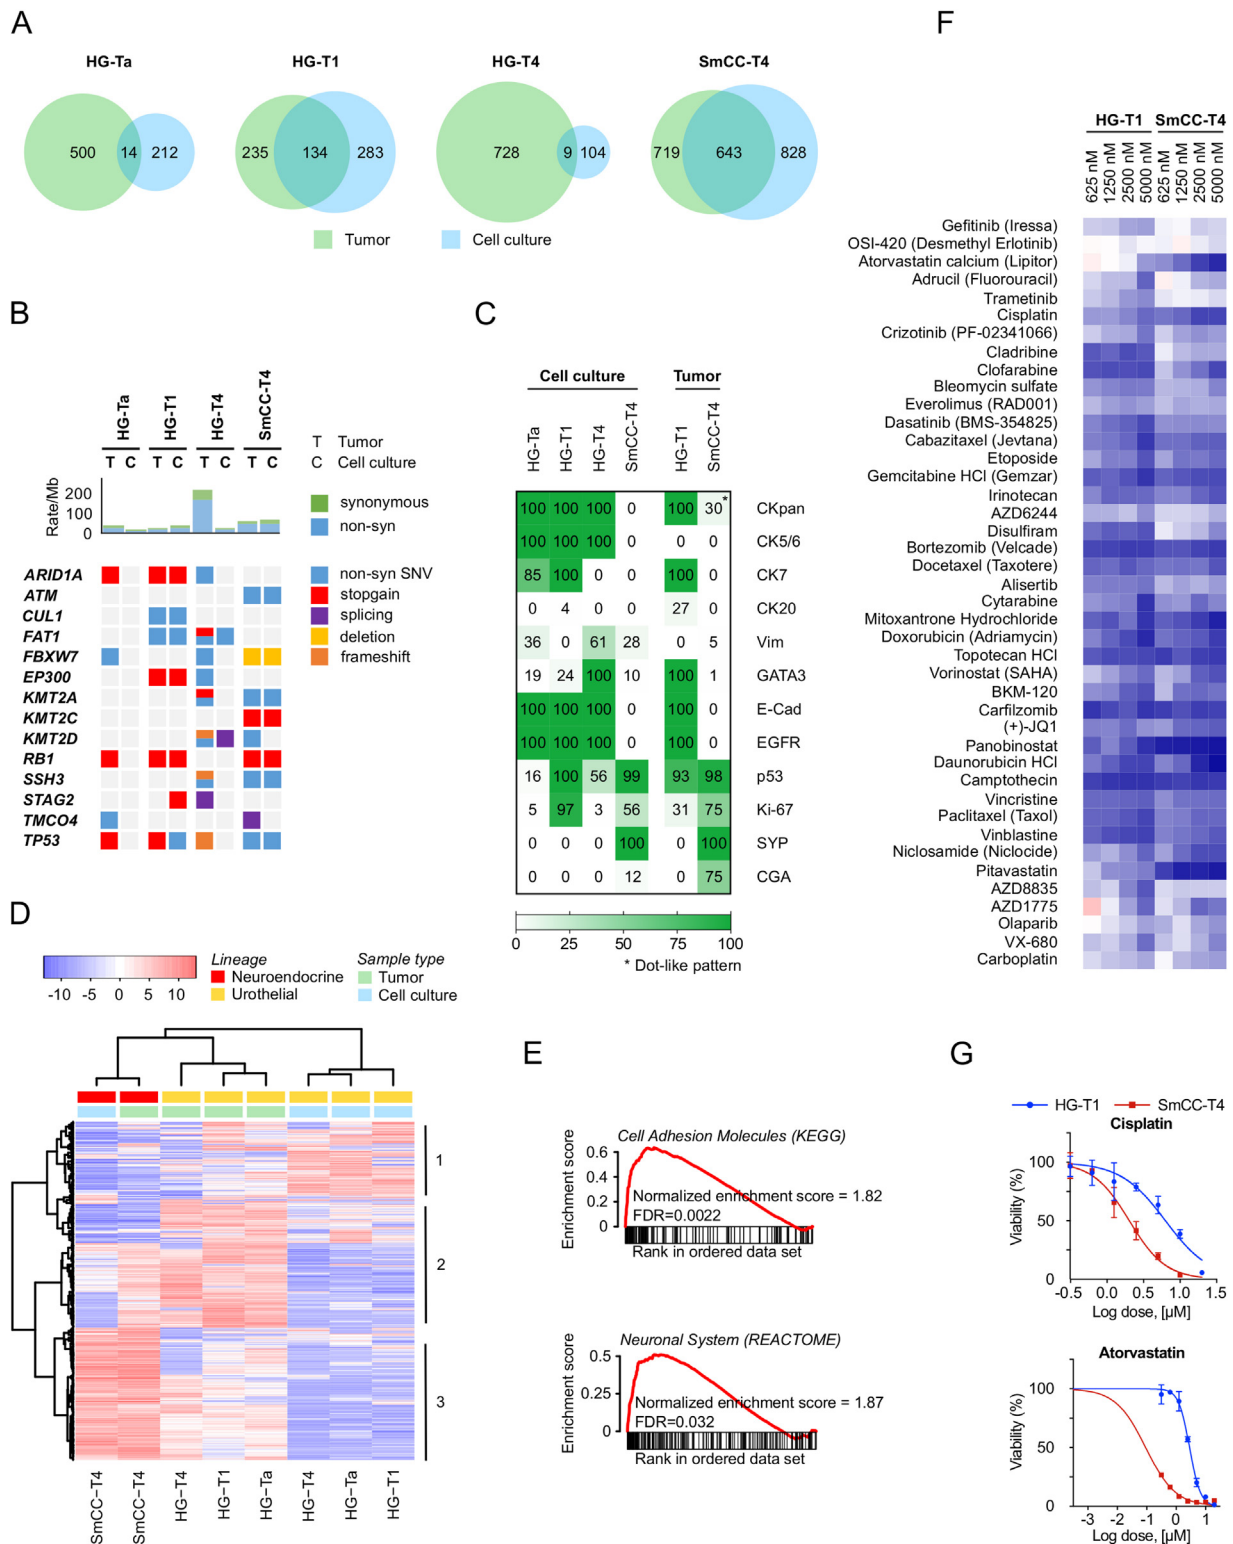 A
HG-Ta
HG-T1
HG-T4
SmCC-T4
500 14 212
235 134 283
728 9 104
719 643 828
Tumor
Cell culture
B
HG-Ta
HG-T1
HG-T4
SmCC-T4
T C T C T C T C
T Tumor
C Cell culture
Rate/Mb
200
100
0
synonymous
non-syn
non-syn SNV
stopgain
splicing
deletion
frameshift
ARID1A
ATM
CUL1
FAT1
FBXW7
EP300
KMT2A
KMT2C
KMT2D
RB1
SSH3
STAG2
TMCO4
TP53
C
Cell culture Tumor
HG-Ta HG-T1 HG-T4 SmCC-T4 HG-T1 SmCC-T4
100 100 100 0 100 30* CKpan
100 100 100 0 0 0 CK5/6
85 100 0 0 100 0 CK7
0 4 0 0 27 0 CK20
36 0 61 28 0 5 Vim
19 24 100 10 100 1 GATA3
100 100 100 0 100 0 E-Cad
100 100 100 0 100 0 EGFR
16 100 56 99 93 98 p53
5 97 3 56 31 75 Ki-67
0 0 0 100 0 100 SYP
0 0 0 12 0 75 CGA
0 25 50 75 100
* Dot-like pattern
D
-10 -5 0 5 10
Lineage
Neuroendocrine
Urothelial
Sample type
Tumor
Cell culture
1
2
3
SmCC-T4
SmCC-T4
HG-T4
HG-T1
HG-Ta
HG-T4
HG-Ta
HG-T1
E
Cell Adhesion Molecules (KEGG)
Enrichment score
0.6
0.4
0.2
0
Normalized enrichment score = 1.82
FDR=0.0022
Rank in ordered data set
Neuronal System (REACTOME)
Enrichment score
0.5
0.25
0
Normalized enrichment score = 1.87
FDR=0.032
Rank in ordered data set
F
HG-T1 SmCC-T4
625 nM 1250 nM 2500 nM 5000 nM 625 nM 1250 nM 2500 nM 5000 nM
Gefitinib (Iressa)
OSI-420 (Desmethyl Erlotinib)
Atorvastatin calcium (Lipitor)
Adrucil (Fluorouracil)
Trametinib
Cisplatin
Crizotinib (PF-02341066)
Cladribine
Clofarabine
Bleomycin sulfate
Everolimus (RAD001)
Dasatinib (BMS-354825)
Cabazitaxel (Jevtana)
Etoposide
Gemcitabine HCl (Gemzar)
Irinotecan
AZD6244
Disulfiram
Bortezomib (Velcade)
Docetaxel (Taxotere)
Alisertib
Cytarabine
Mitoxantrone Hydrochloride
Doxorubicin (Adriamycin)
Topotecan HCl
Vorinostat (SAHA)
BKM-120
Carfilzomib
(+)-JQ1
Panobinostat
Daunorubicin HCl
Camptothecin
Vincristine
Paclitaxel (Taxol)
Vinblastine
Niclosamide (Niclocide)
Pitavastatin
AZD8835
AZD1775
Olaparib
VX-680
Carboplatin
G
HG-T1 SmCC-T4
Cisplatin
Viability (%)
100
50
0
-0.5 0.0 0.5 1.0 1.5
Log dose, [µM]
Atorvastatin
Viability (%)
100
50
0
-3 -2 -1 0 1
Log dose, [µM]